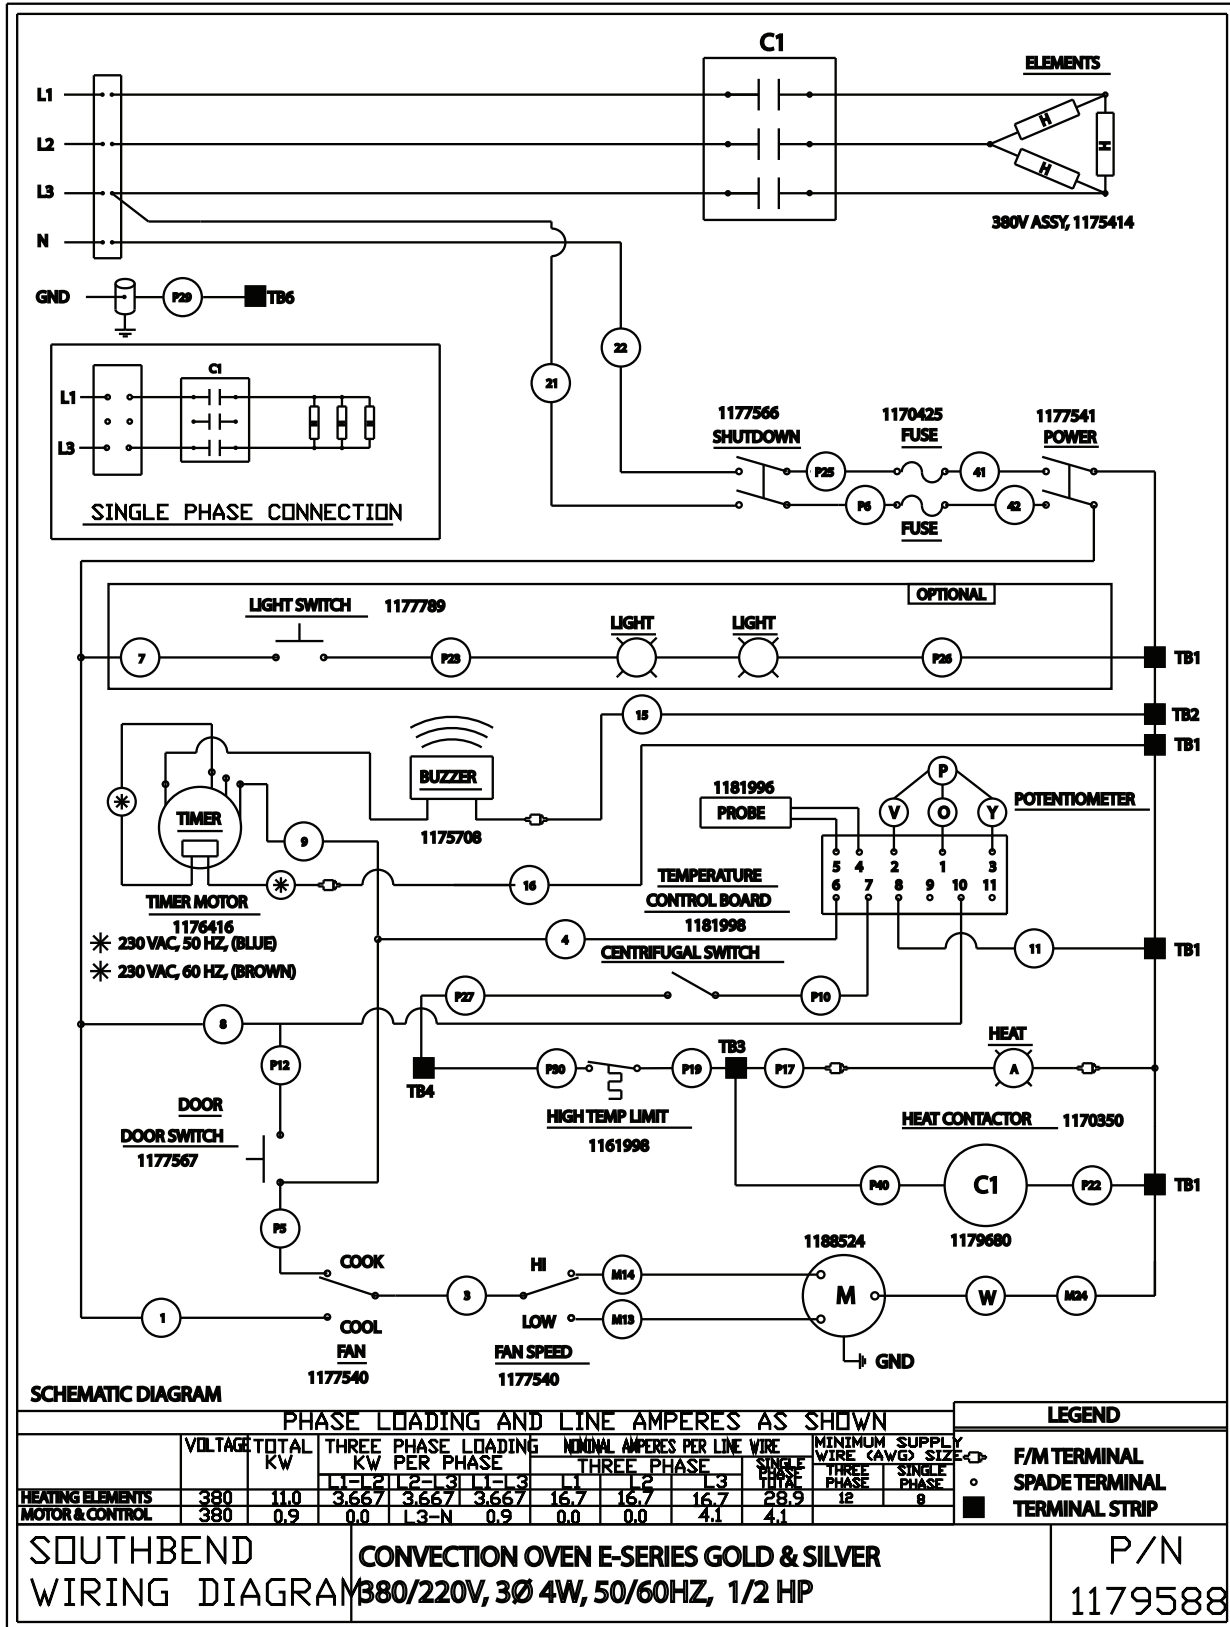 C1
ELEMENTS
L1
H
L2
H
H
L3
380V ASSY, 1175414
N
GND
P29
TB6
22
21
C1
L1
L3
SINGLE PHASE CONNECTION
1177566
SHUTDOWN
1170425
FUSE
1177541
POWER
P25
41
P6
42
FUSE
OPTIONAL
LIGHT SWITCH 1177789
LIGHT
LIGHT
7
P23
P26
TB1
15
TB2
TB1
BUZZER
1175708
TIMER
9
1181996
PROBE
P
V
O
Y
POTENTIOMETER
5 4 2 1 3
6 7 8 9 10 11
16
TEMPERATURE
CONTROL BOARD
1181998
TIMER MOTOR
1176416
✳ 230 VAC, 50 HZ, (BLUE)
✳ 230 VAC, 60 HZ, (BROWN)
4
CENTRIFUGAL SWITCH
11
TB1
P27
P10
8
P12
TB4
P30
P19
TB3
P17
HEAT
A
HIGH TEMP LIMIT
1161998
DOOR
DOOR SWITCH
1177567
HEAT CONTACTOR 1170350
P40
C1
P22
TB1
1179680
P5
COOK
COOL
FAN
1177540
1
3
HI
LOW
FAN SPEED
1177540
M14
M13
1188524
M
W
M24
GND
SCHEMATIC DIAGRAM
PHASE LOADING AND LINE AMPERES AS SHOWN
VOLTAGE
TOTAL KW
THREE PHASE LOADING
KW PER PHASE
L1-L2 L2-L3 L1-L3
NOMINAL AMPERES PER LINE WIRE
THREE PHASE
L1 L2 L3
SINGLE PHASE TOTAL
MINIMUM SUPPLY
WIRE (AWG) SIZE
THREE PHASE
SINGLE PHASE
HEATING ELEMENTS 380 11.0 3.667 3.667 3.667 16.7 16.7 16.7 28.9 12 8
MOTOR & CONTROL 380 0.9 0.0 L3-N 0.9 0.0 0.0 4.1 4.1
LEGEND
F/M TERMINAL
SPADE TERMINAL
TERMINAL STRIP
SOUTHBEND
WIRING DIAGRAM
CONVECTION OVEN E-SERIES GOLD & SILVER
380/220V, 3Ø 4W, 50/60HZ, 1/2 HP
P/N
1179588